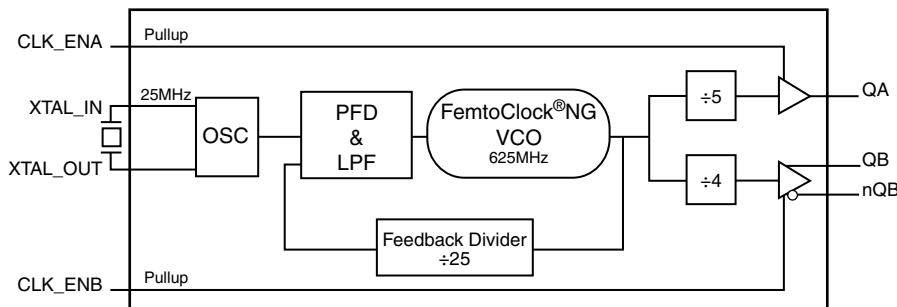 CLK_ENA
Pullup
XTAL_IN
25MHz
OSC
XTAL_OUT
PFD
&
LPF
FemtoClock®NG
VCO
625MHz
÷5
QA
÷4
QB
nQB
Feedback Divider
÷25
CLK_ENB
Pullup